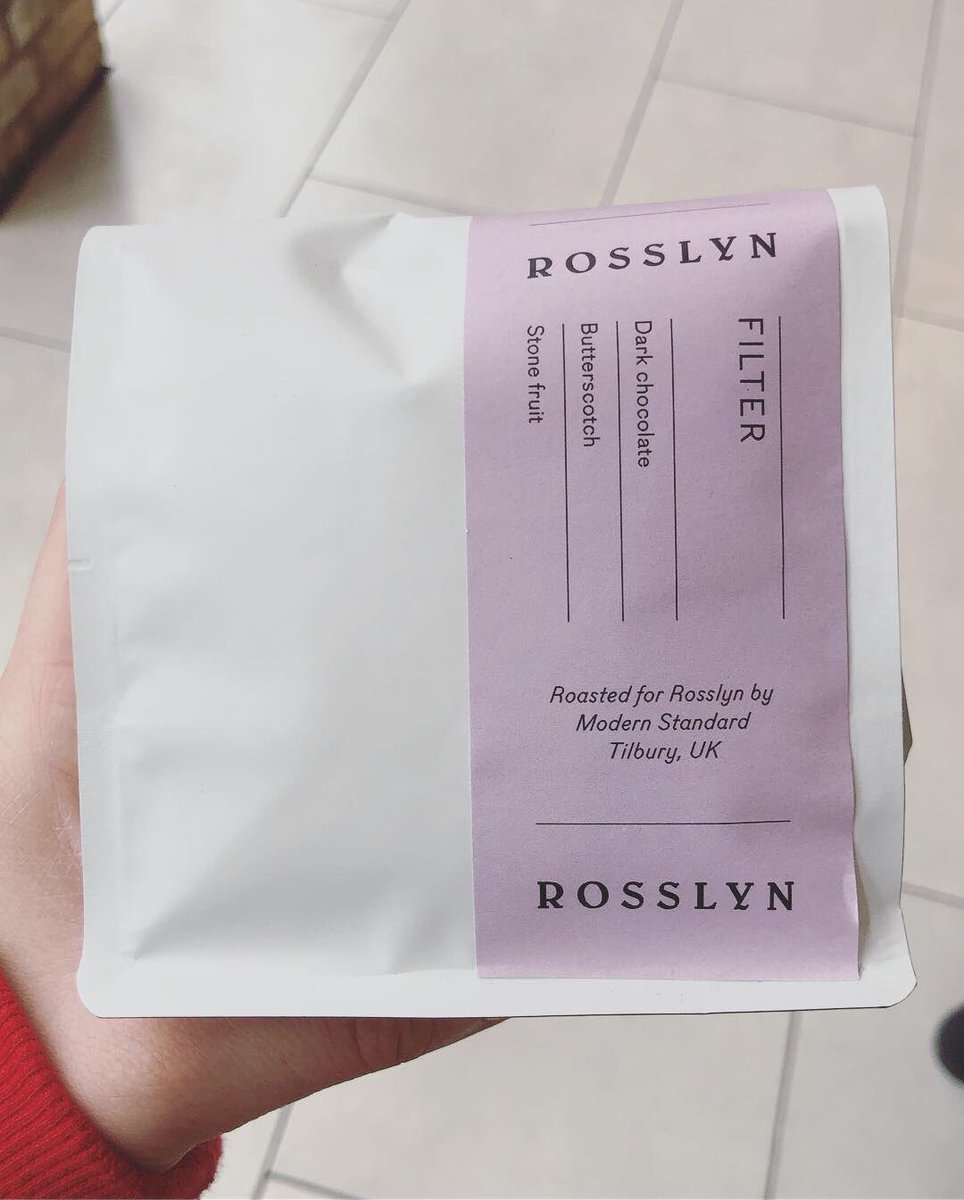 ROSSLYN
FILTER
Dark chocolate
Butterscotch
Stone fruit
Roasted for Rosslyn by
Modern Standard
Tilbury, UK
ROSSLYN